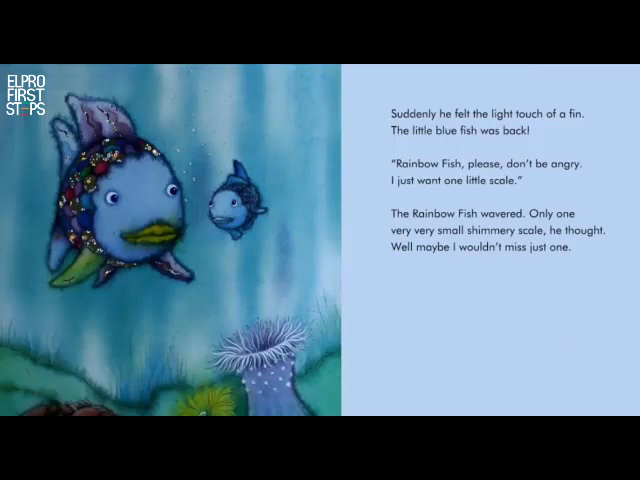 ELPRO
FIRST
STEPS
Suddenly he felt the light touch of a fin.
The little blue fish was back!
“Rainbow Fish, please, don’t be angry.
I just want one little scale.”
The Rainbow Fish wavered. Only one
very very small shimmery scale, he thought.
Well maybe I wouldn’t miss just one.